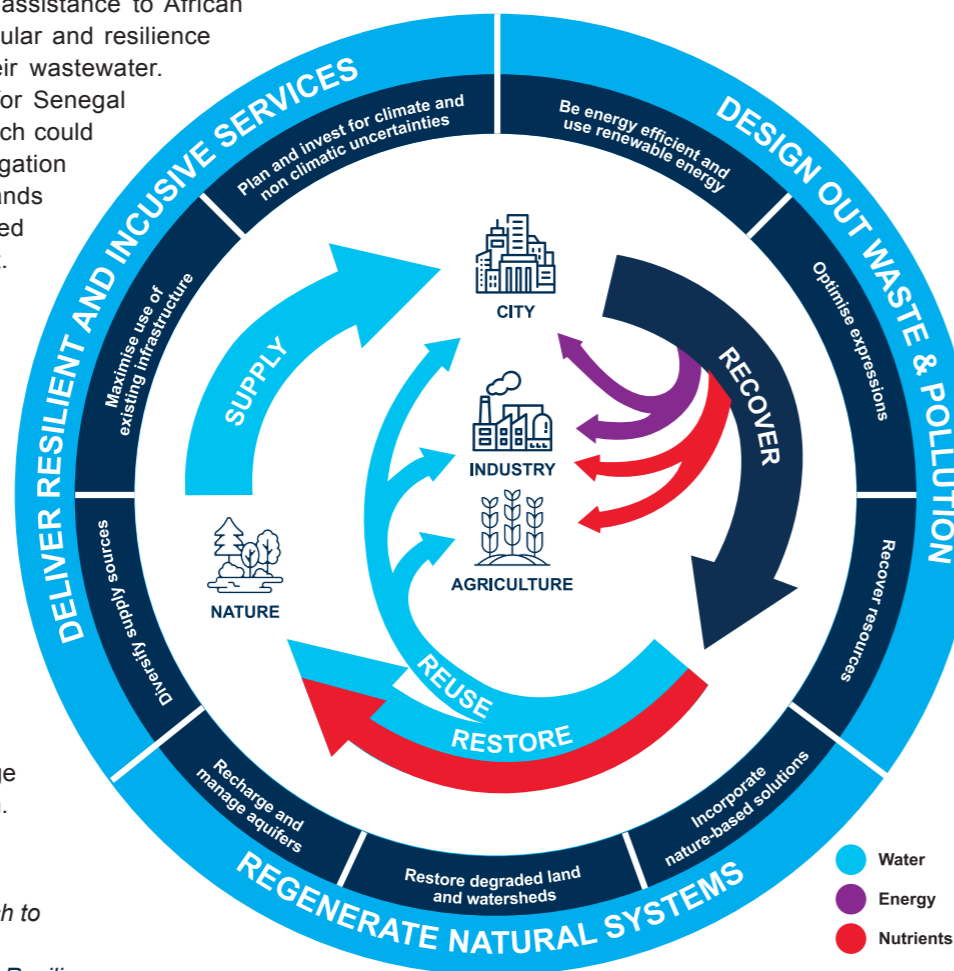 assistance to African
ular and resilience
eir wastewater.
or Senegal
ch could
gation
ands
ed
ge
h to
DELIVER RESILIENT AND INCUSIVE SERVICES
Plan and invest for climate and
non climatic uncertainties
Maximise use of
existing infrastructure
Diversify supply sources
DESIGN OUT WASTE & POLLUTION
Be energy efficient and
use renewable energy
Optimise expressions
Recover resources
REGENERATE NATURAL SYSTEMS
Incorporate
nature-based solutions
Restore degraded land
and watersheds
Recharge and
manage aquifers
SUPPLY
CITY
RECOVER
INDUSTRY
AGRICULTURE
NATURE
REUSE
RESTORE
Water
Energy
Nutrients